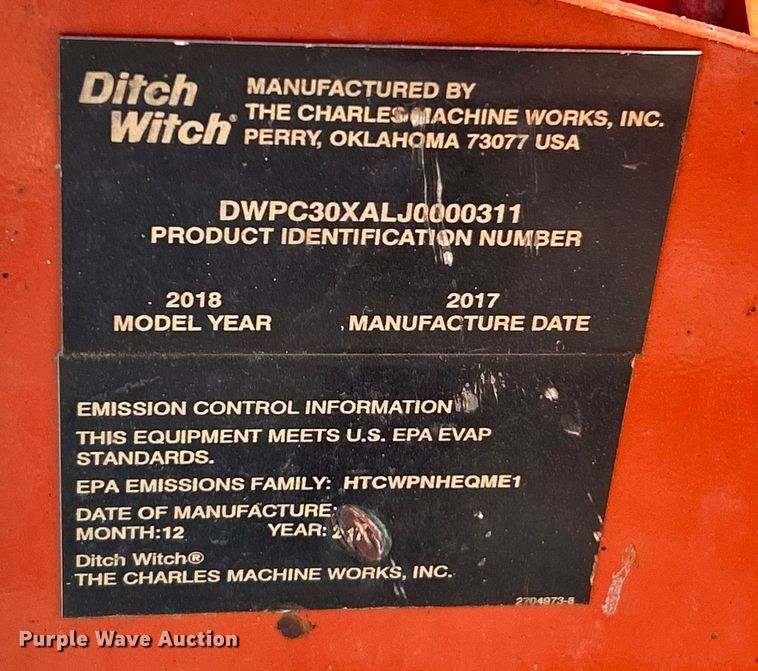 Ditch
Witch®
MANUFACTURED BY
THE CHARLES MACHINE WORKS, INC.
PERRY, OKLAHOMA 73077 USA
DWPC30XALJ0000311
PRODUCT IDENTIFICATION NUMBER
2018
MODEL YEAR
2017
MANUFACTURE DATE
EMISSION CONTROL INFORMATION
THIS EQUIPMENT MEETS U.S. EPA EVAP
STANDARDS.
EPA EMISSIONS FAMILY: HTCWPNHEQME1
DATE OF MANUFACTURE:
MONTH:12 YEAR:
Ditch Witch®
THE CHARLES MACHINE WORKS, INC.
2704973-8
Purple Wave Auction